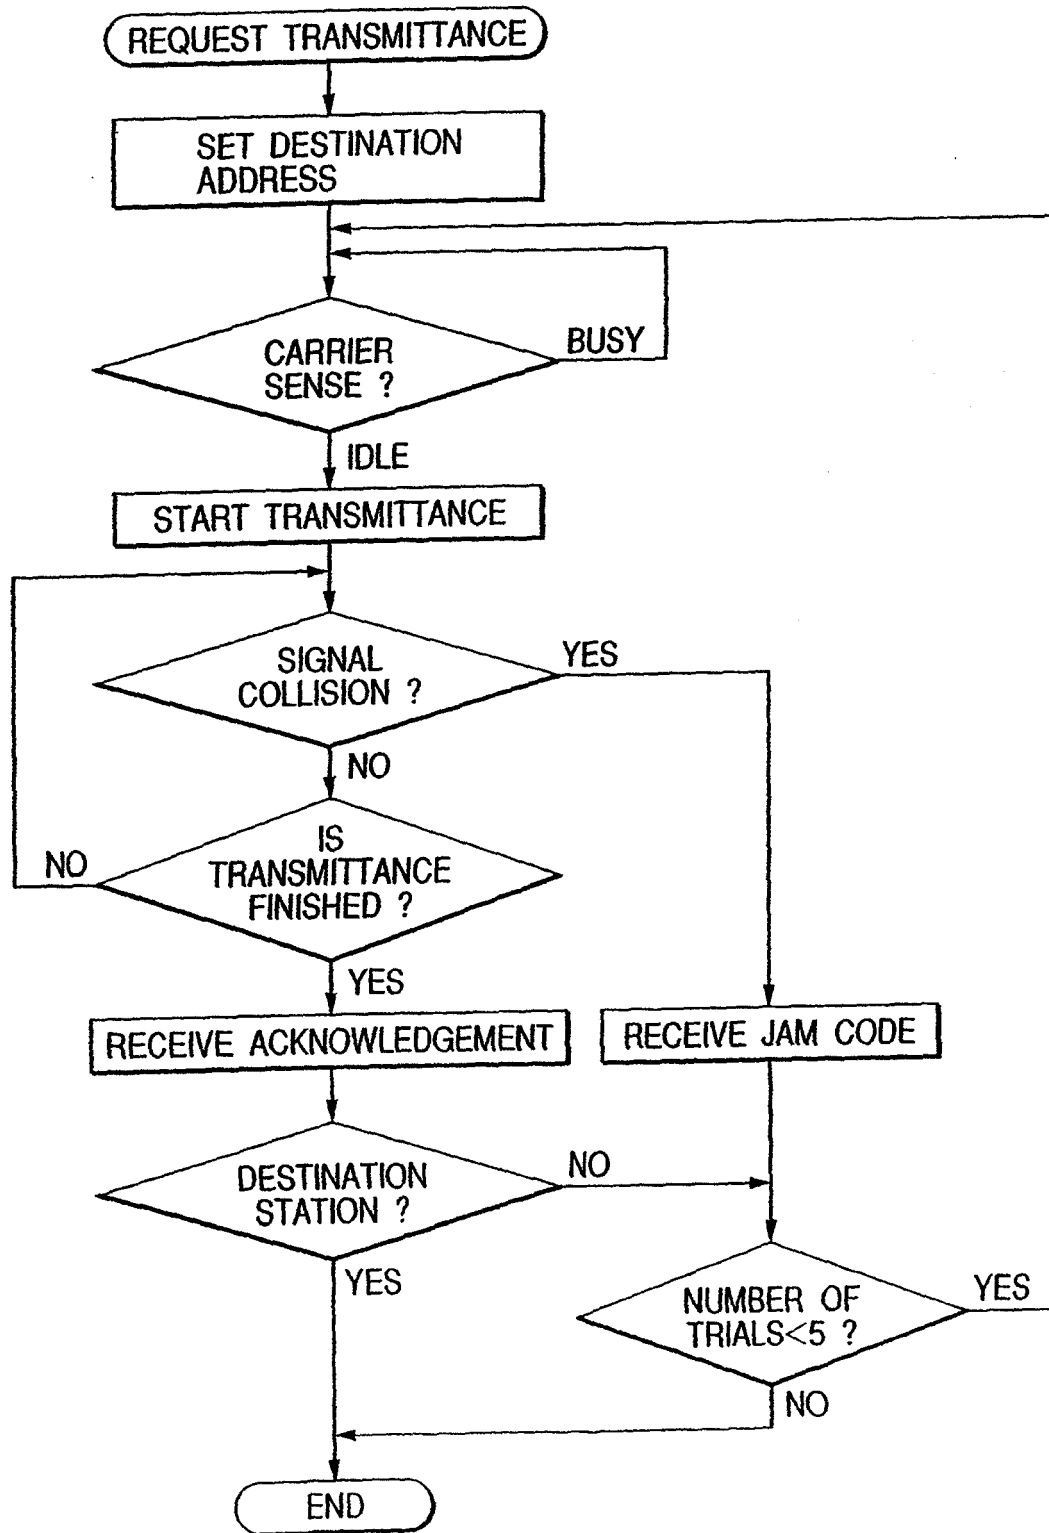 REQUEST TRANSMITTANCE
SET DESTINATION
ADDRESS
CARRIER
SENSE ?
BUSY
IDLE
START TRANSMITTANCE
SIGNAL
COLLISION ?
YES
NO
IS
TRANSMITTANCE
FINISHED ?
NO
YES
RECEIVE ACKNOWLEDGEMENT
RECEIVE JAM CODE
DESTINATION
STATION ?
NO
YES
NUMBER OF
TRIALS<5 ?
YES
NO
END